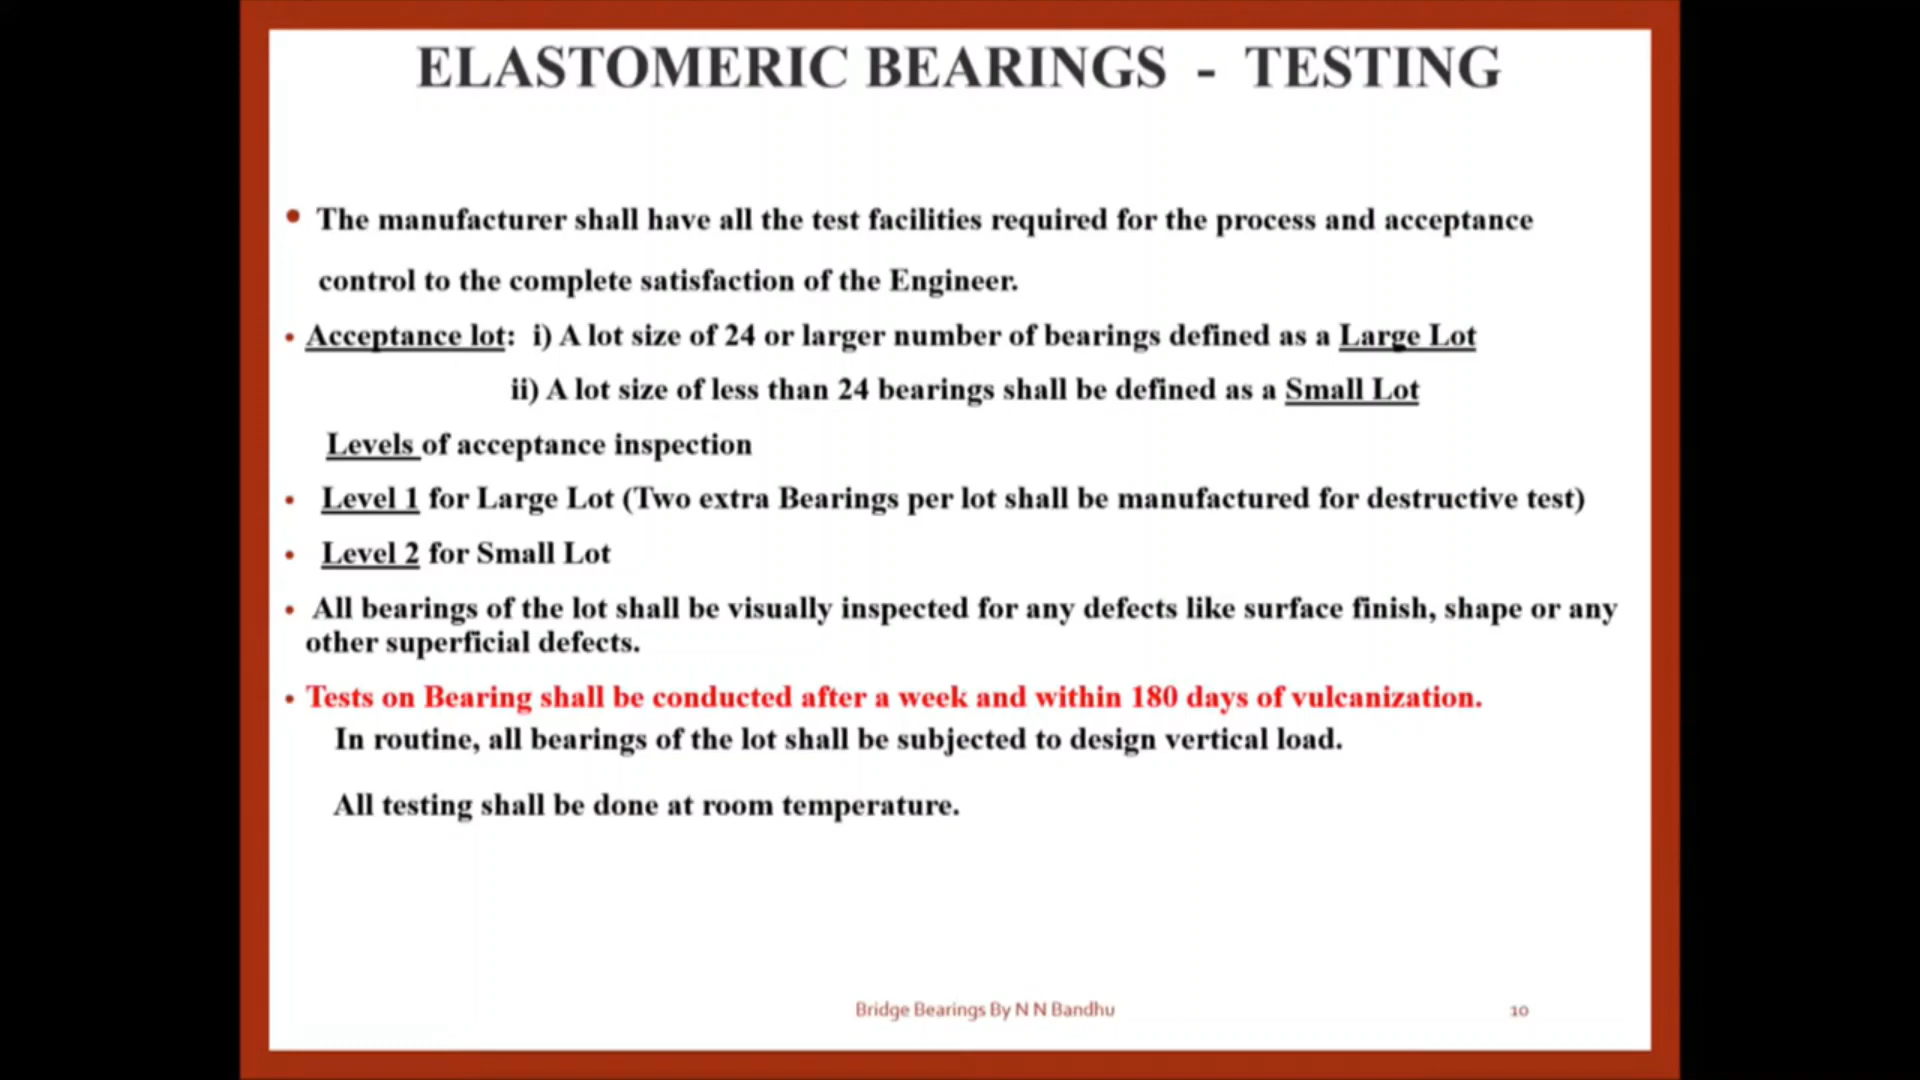 ELASTOMERIC BEARINGS - TESTING
• The manufacturer shall have all the test facilities required for the process and acceptance
control to the complete satisfaction of the Engineer.
• Acceptance lot: i) A lot size of 24 or larger number of bearings defined as a Large Lot
ii) A lot size of less than 24 bearings shall be defined as a Small Lot
Levels of acceptance inspection
• Level 1 for Large Lot (Two extra Bearings per lot shall be manufactured for destructive test)
• Level 2 for Small Lot
• All bearings of the lot shall be visually inspected for any defects like surface finish, shape or any
other superficial defects.
• Tests on Bearing shall be conducted after a week and within 180 days of vulcanization.
In routine, all bearings of the lot shall be subjected to design vertical load.
All testing shall be done at room temperature.
Bridge Bearings By N N Bandhu 10